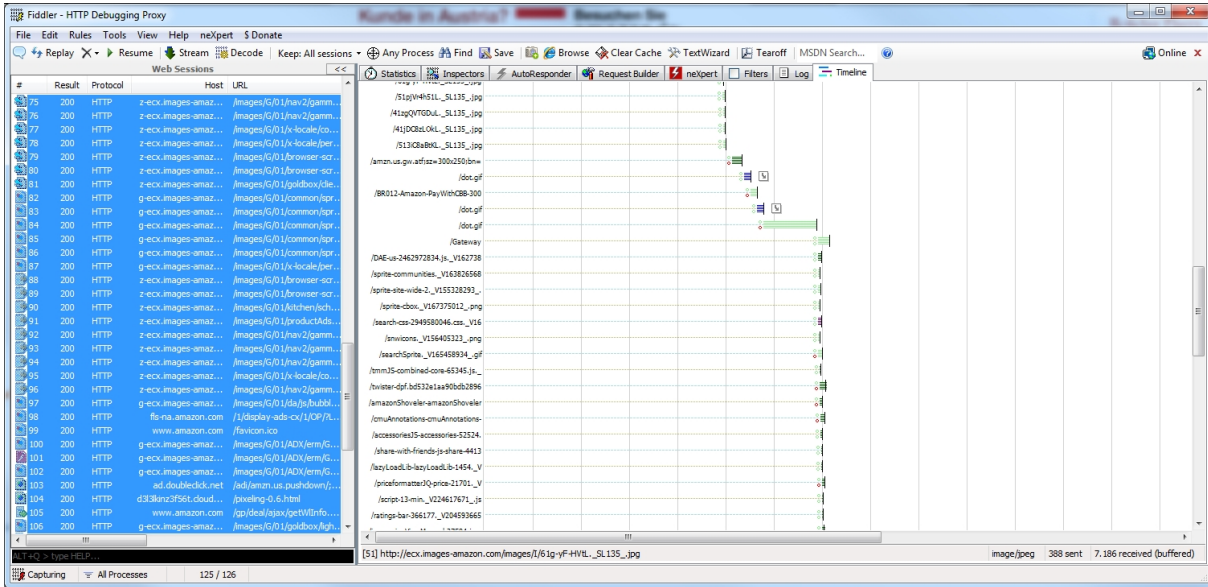 Kunde in Austria? Besuchen Sie
Fiddler - HTTP Debugging Proxy
File Edit Rules Tools View Help neXpert $ Donate
Replay X Resume Stream Decode Keep: All sessions Any Process Find Save Browse Clear Cache TextWizard Tearoff MSDN Search... Online x
Web Sessions <<
Statistics Inspectors AutoResponder Request Builder neXpert Filters Log Timeline
# Result Protocol Host URL
75 200 HTTP z-ecx.images-amaz... /images/G/01/nav2/gamm...
76 200 HTTP z-ecx.images-amaz... /images/G/01/nav2/gamm...
77 200 HTTP z-ecx.images-amaz... /images/G/01/x-locale/co...
78 200 HTTP z-ecx.images-amaz... /images/G/01/x-locale/per...
79 200 HTTP z-ecx.images-amaz... /images/G/01/browser-scr...
80 200 HTTP z-ecx.images-amaz... /images/G/01/browser-scr...
81 200 HTTP z-ecx.images-amaz... /images/G/01/goldbox/clie...
82 200 HTTP g-ecx.images-amaz... /images/G/01/common/spr...
83 200 HTTP g-ecx.images-amaz... /images/G/01/common/spr...
84 200 HTTP g-ecx.images-amaz... /images/G/01/common/spr...
85 200 HTTP g-ecx.images-amaz... /images/G/01/common/spr...
86 200 HTTP g-ecx.images-amaz... /images/G/01/common/spr...
87 200 HTTP g-ecx.images-amaz... /images/G/01/x-locale/per...
88 200 HTTP z-ecx.images-amaz... /images/G/01/browser-scr...
89 200 HTTP z-ecx.images-amaz... /images/G/01/browser-scr...
90 200 HTTP z-ecx.images-amaz... /images/G/01/kitchen/sch...
91 200 HTTP z-ecx.images-amaz... /images/G/01/productAds...
92 200 HTTP z-ecx.images-amaz... /images/G/01/nav2/gamm...
93 200 HTTP z-ecx.images-amaz... /images/G/01/nav2/gamm...
94 200 HTTP z-ecx.images-amaz... /images/G/01/nav2/gamm...
95 200 HTTP z-ecx.images-amaz... /images/G/01/x-locale/co...
96 200 HTTP z-ecx.images-amaz... /images/G/01/nav2/gamm...
97 200 HTTP g-ecx.images-amaz... /images/G/01/da/js/bubbl...
98 200 HTTP fls-na.amazon.com /1/display-ads-cx/1/OP/?L...
99 200 HTTP www.amazon.com /favicon.ico
100 200 HTTP g-ecx.images-amaz... /images/G/01/ADX/erm/G...
101 200 HTTP g-ecx.images-amaz... /images/G/01/ADX/erm/G...
102 200 HTTP g-ecx.images-amaz... /images/G/01/ADX/erm/G...
103 200 HTTP ad.doubleclick.net /adi/amzn.us.pushdown/;...
104 200 HTTP d3l3lkinz3f56t.cloud... /pixeling-0.6.html
105 200 HTTP www.amazon.com /gp/deal/ajax/getWIInfo....
106 200 HTTP g-ecx.images-amaz... /images/G/01/goldbox/ligh...
/51pjVr4h51L._SL135_.jpg
/41zgQVTGDuL._SL135_.jpg
/41jDC8zLOkL._SL135_.jpg
/513iC8aBtKL._SL135_.jpg
/amzn.us.gw.atf;sz=300x250;bn=
/dot.gif
/BR012-Amazon-PayWithCBB-300
/dot.gif
/dot.gif
/Gateway
/DAE-us-2462972834.js._V162738
/sprite-communities._V163826568
/sprite-site-wide-2._V155328293_.
/sprite-cbox._V167375012_.png
/search-css-2949580046.css._V16
/snwicons._V156405323_.png
/searchSprite._V165458934_.gif
/tmmJS-combined-core-65345.js._
/twister-dpf.bd532e1aa90bdb2896
/amazonShoveler-amazonShoveler
/cmuAnnotations-cmuAnnotations-
/accessoriesJS-accessories-52524.
/share-with-friends-js-share-4413
/lazyLoadLib-lazyLoadLib-1454._V
/priceformatterJQ-price-21701._V
/script-13-min._V224617671_.js
/ratings-bar-366177._V204593665
ALT+Q > type HELP...
[51] http://ecx.images-amazon.com/images/I/61g-yF-HVtL._SL135_.jpg image/jpeg 388 sent 7.186 received (buffered)
Capturing All Processes 125 / 126